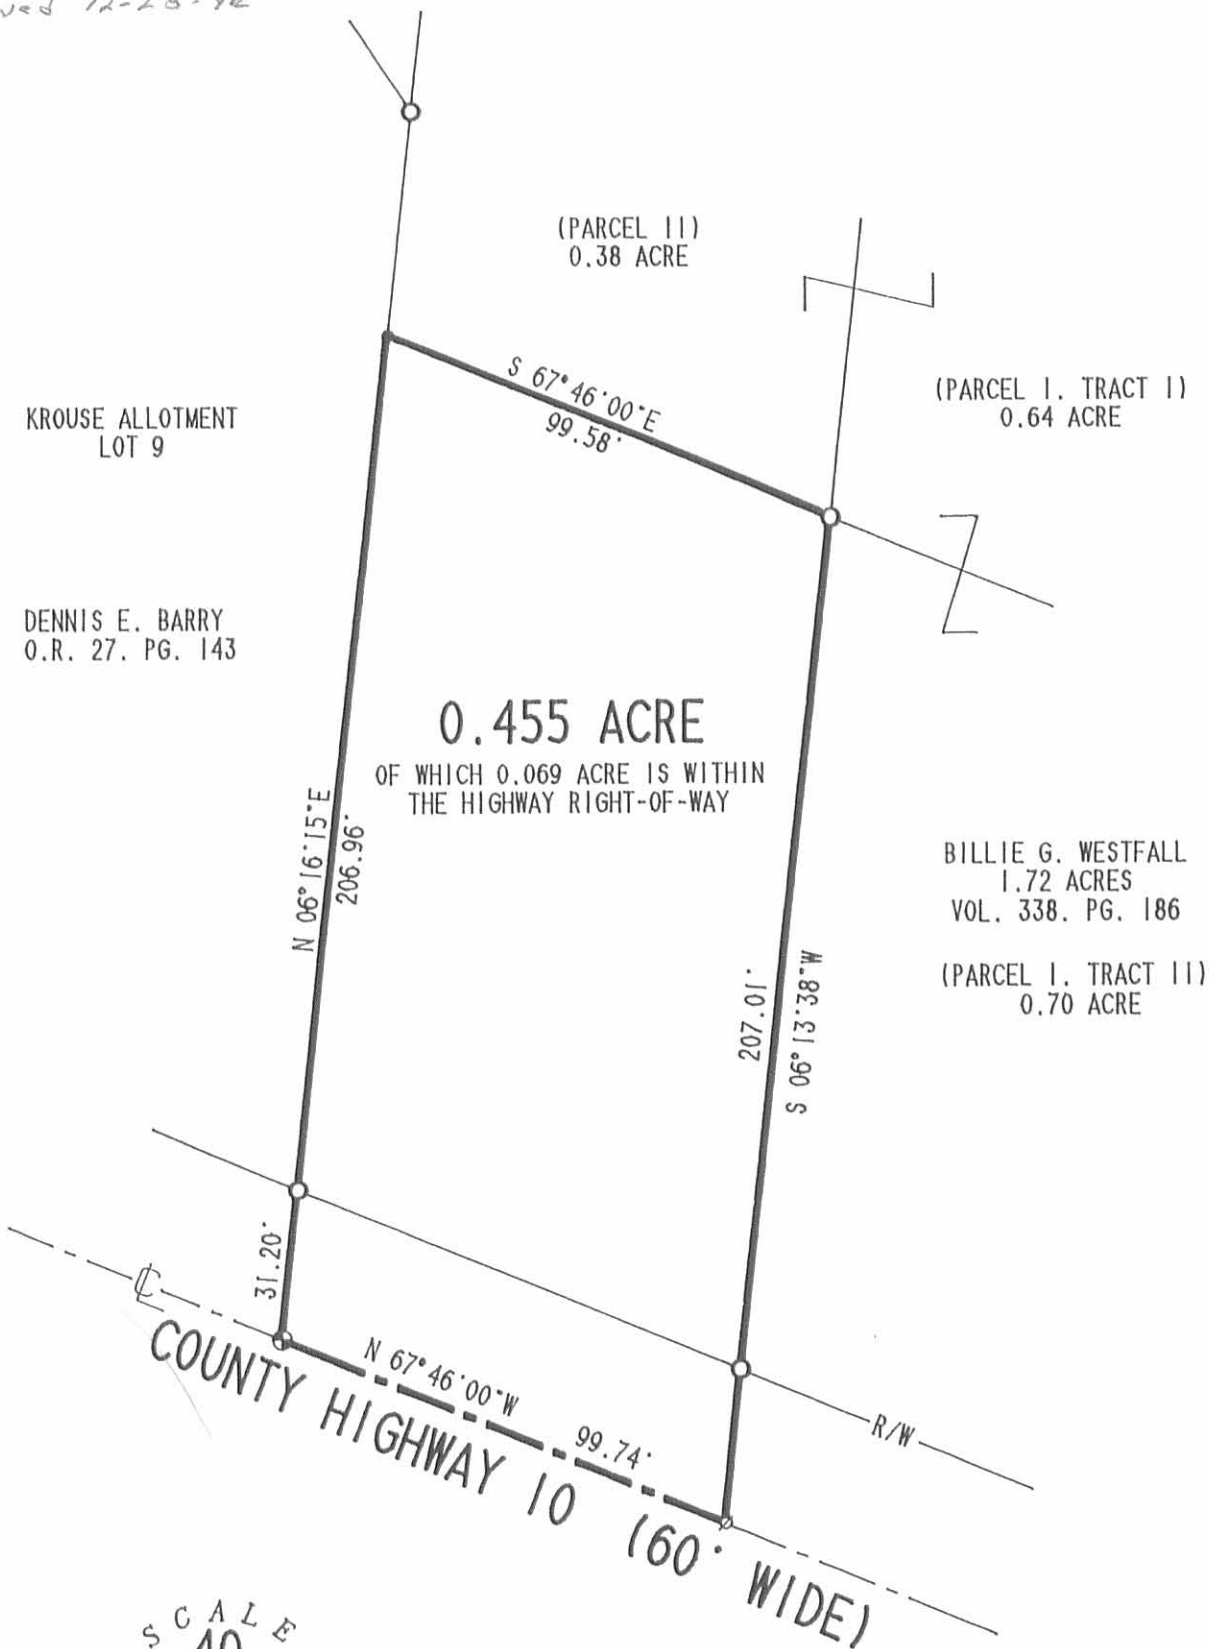 12-28-92
(PARCEL II)
0.38 ACRE
S 67°46'00"E
99.58'
(PARCEL I. TRACT I)
0.64 ACRE
KROUSE ALLOTMENT
LOT 9
DENNIS E. BARRY
O.R. 27. PG. 143
0.455 ACRE
OF WHICH 0.069 ACRE IS WITHIN
THE HIGHWAY RIGHT-OF-WAY
N 06°16'15"E
206.96'
BILLIE G. WESTFALL
1.72 ACRES
VOL. 338. PG. 186
(PARCEL I. TRACT II)
0.70 ACRE
207.01'
S 06°13'38"W
31.20'
℄
N 67°46'00"W
99.74'
R/W
COUNTY HIGHWAY 10 (60' WIDE)
SCALE
40